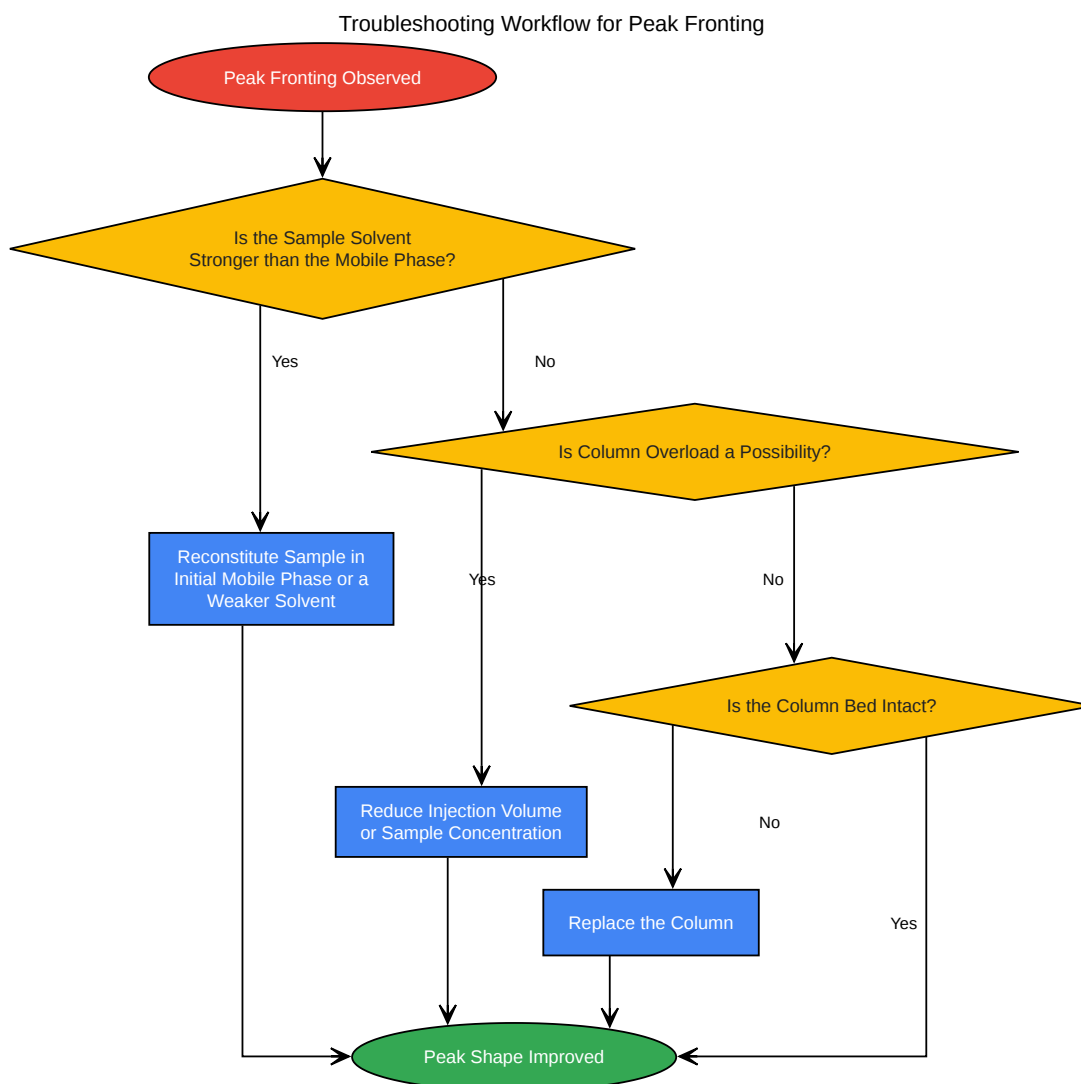 Troubleshooting Workflow for Peak Fronting
Peak Fronting Observed
Is the Sample Solvent
Stronger than the Mobile Phase?
Yes
No
Is Column Overload a Possibility?
Reconstitute Sample in
Initial Mobile Phase or a
Weaker Solvent
Yes
No
Is the Column Bed Intact?
Reduce Injection Volume
or Sample Concentration
No
Replace the Column
Yes
Peak Shape Improved